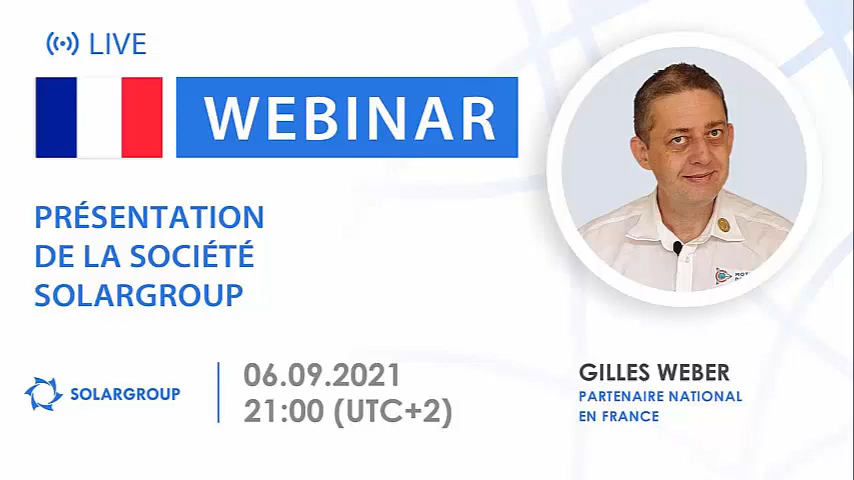 LIVE
WEBINAR
PRÉSENTATION
DE LA SOCIÉTÉ
SOLARGROUP
SOLARGROUP
06.09.2021
21:00 (UTC+2)
GILLES WEBER
PARTENAIRE NATIONAL
EN FRANCE